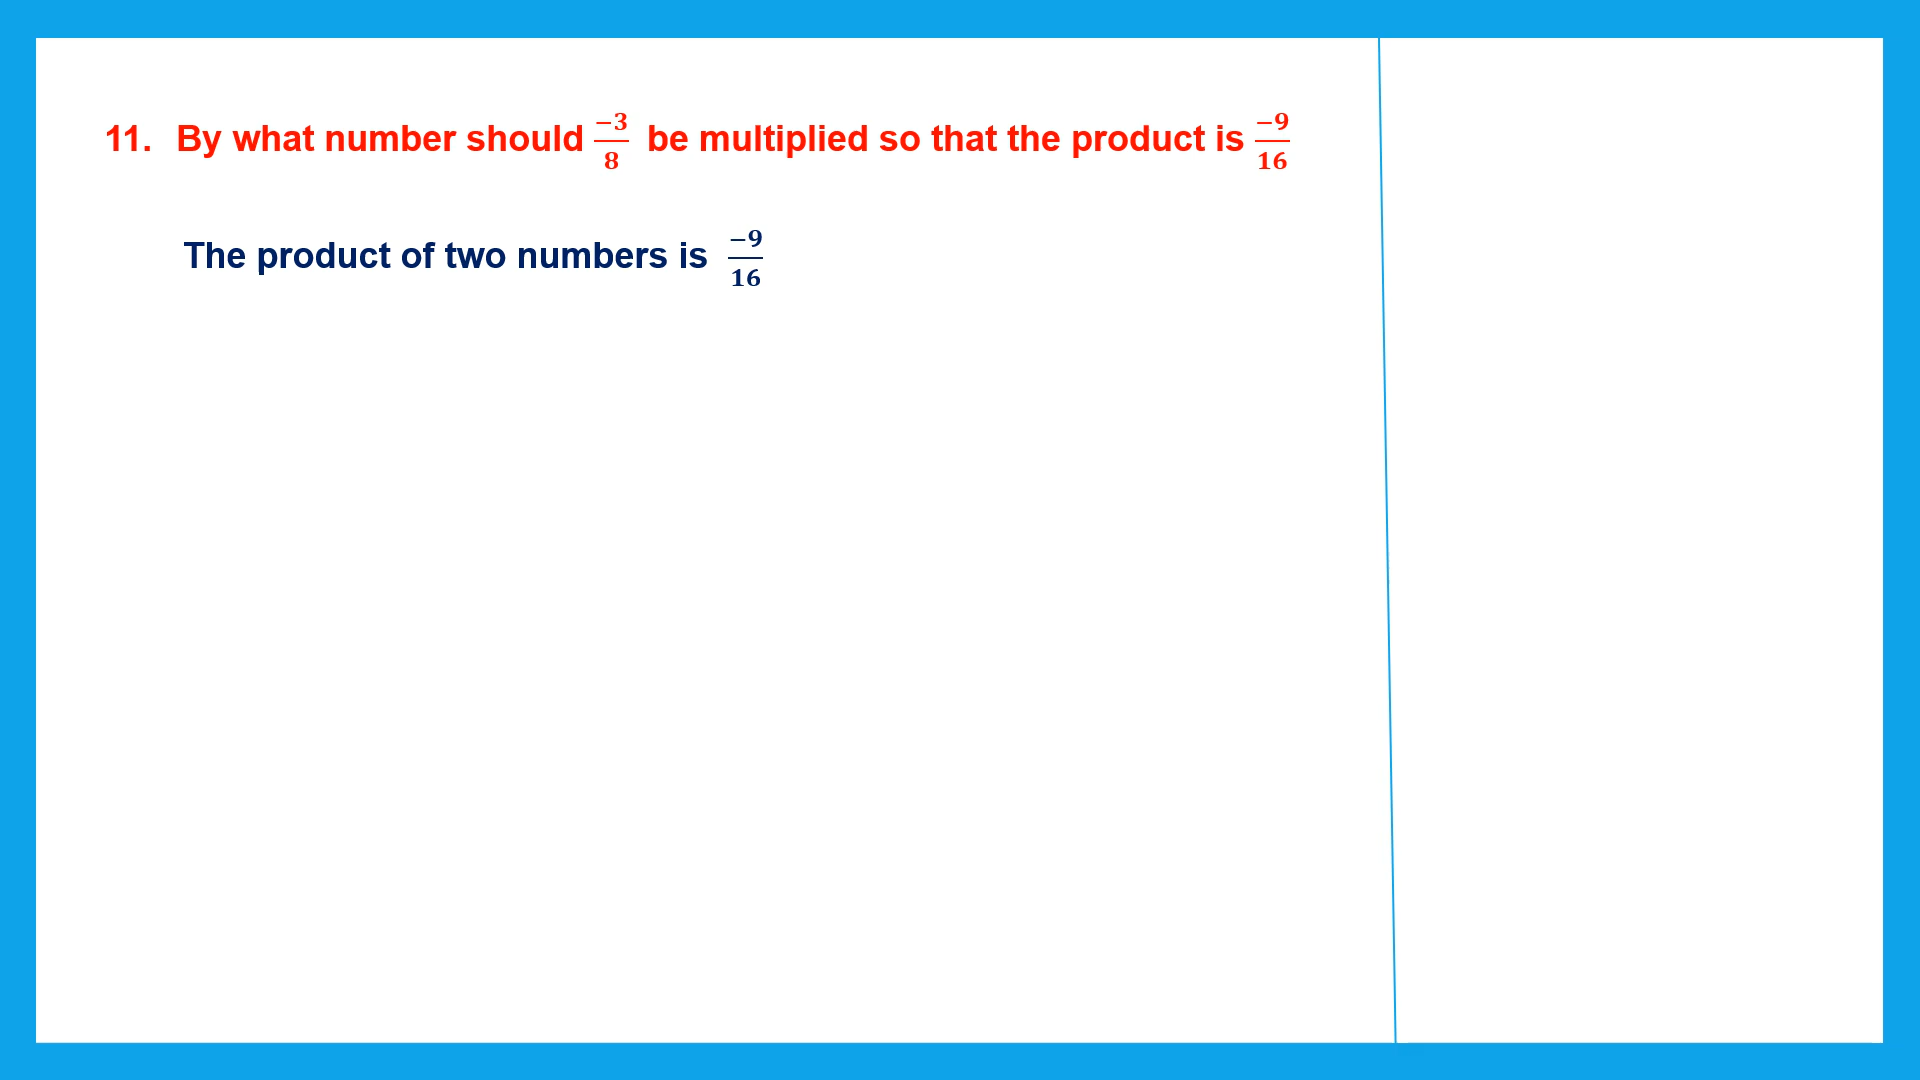 11. By what number should −3/8 be multiplied so that the product is −9/16
The product of two numbers is −9/16